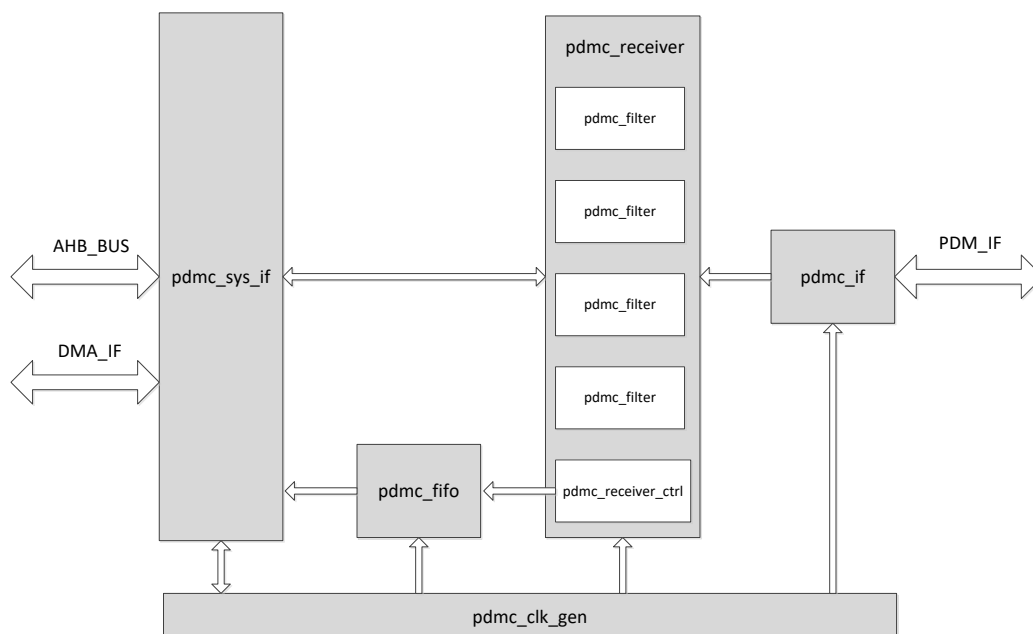 pdmc_receiver
pdmc_filter
pdmc_filter
AHB_BUS
PDM_IF
pdmc_sys_if
pdmc_if
pdmc_filter
DMA_IF
pdmc_filter
pdmc_fifo
pdmc_receiver_ctrl
pdmc_clk_gen